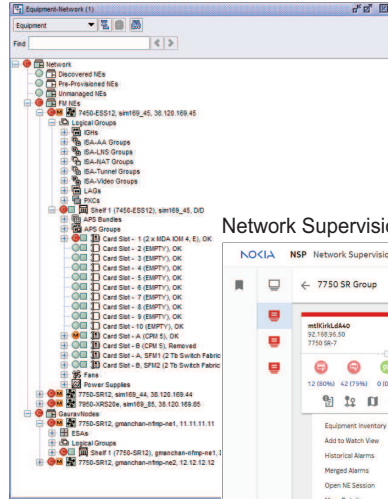 Equipment-Network (1)
Equipment
Find
Network
Discovered NEs
Pre-Provisioned NEs
Unmanaged NEs
FM NEs
7450-ESS12, sim169_45, 38.120.169.45
Logical Groups
IGHs
ISA-AA Groups
ISA-LNS Groups
ISA-NAT Groups
ISA-Tunnel Groups
ISA-Video Groups
LAGs
PXCs
Shelf 1 (7450-ESS12), sim169_45, D/D
APS Bundles
APS Groups
Card Slot - 1 (2 x MDA IOM 4, E), OK
Card Slot - 2 (EMPTY), OK
Card Slot - 3 (EMPTY), OK
Card Slot - 4 (EMPTY), OK
Card Slot - 5 (EMPTY), OK
Card Slot - 6 (EMPTY), OK
Card Slot - 7 (EMPTY), OK
Card Slot - 8 (EMPTY), OK
Card Slot - 9 (EMPTY), OK
Card Slot - 10 (EMPTY), OK
Card Slot - A (CPM 5), OK
Card Slot - B (CPM 5), Removed
Card Slot - A, SFM1 (2 Tb Switch Fabric
Card Slot - B, SFM2 (2 Tb Switch Fabric
Fans
Power Supplies
7750-SR12, sim169_44, 38.120.169.44
7950-XRS20e, sim169_85, 38.120.169.85
GauravNodes
7750-SR12, gmanchan-nfmp-ne1,
ESAs
Logical Groups
Shelf 1 (7750-SR12), gmanchan-nfmp-ne1,
7750-SR12, gmanchan-nfmp-ne2, 12.12.12.12
Network Supervisio
NOKIA NSP Network Supervisio
7750 SR Group
mtlKirkLdA40
92.168.96.50
7750 SR-7
12 (80%) 42 (79%) 0 (0
Equipment Inventory
Add to Watch View
Historical Alarms
Merged Alarms
Open NE Session